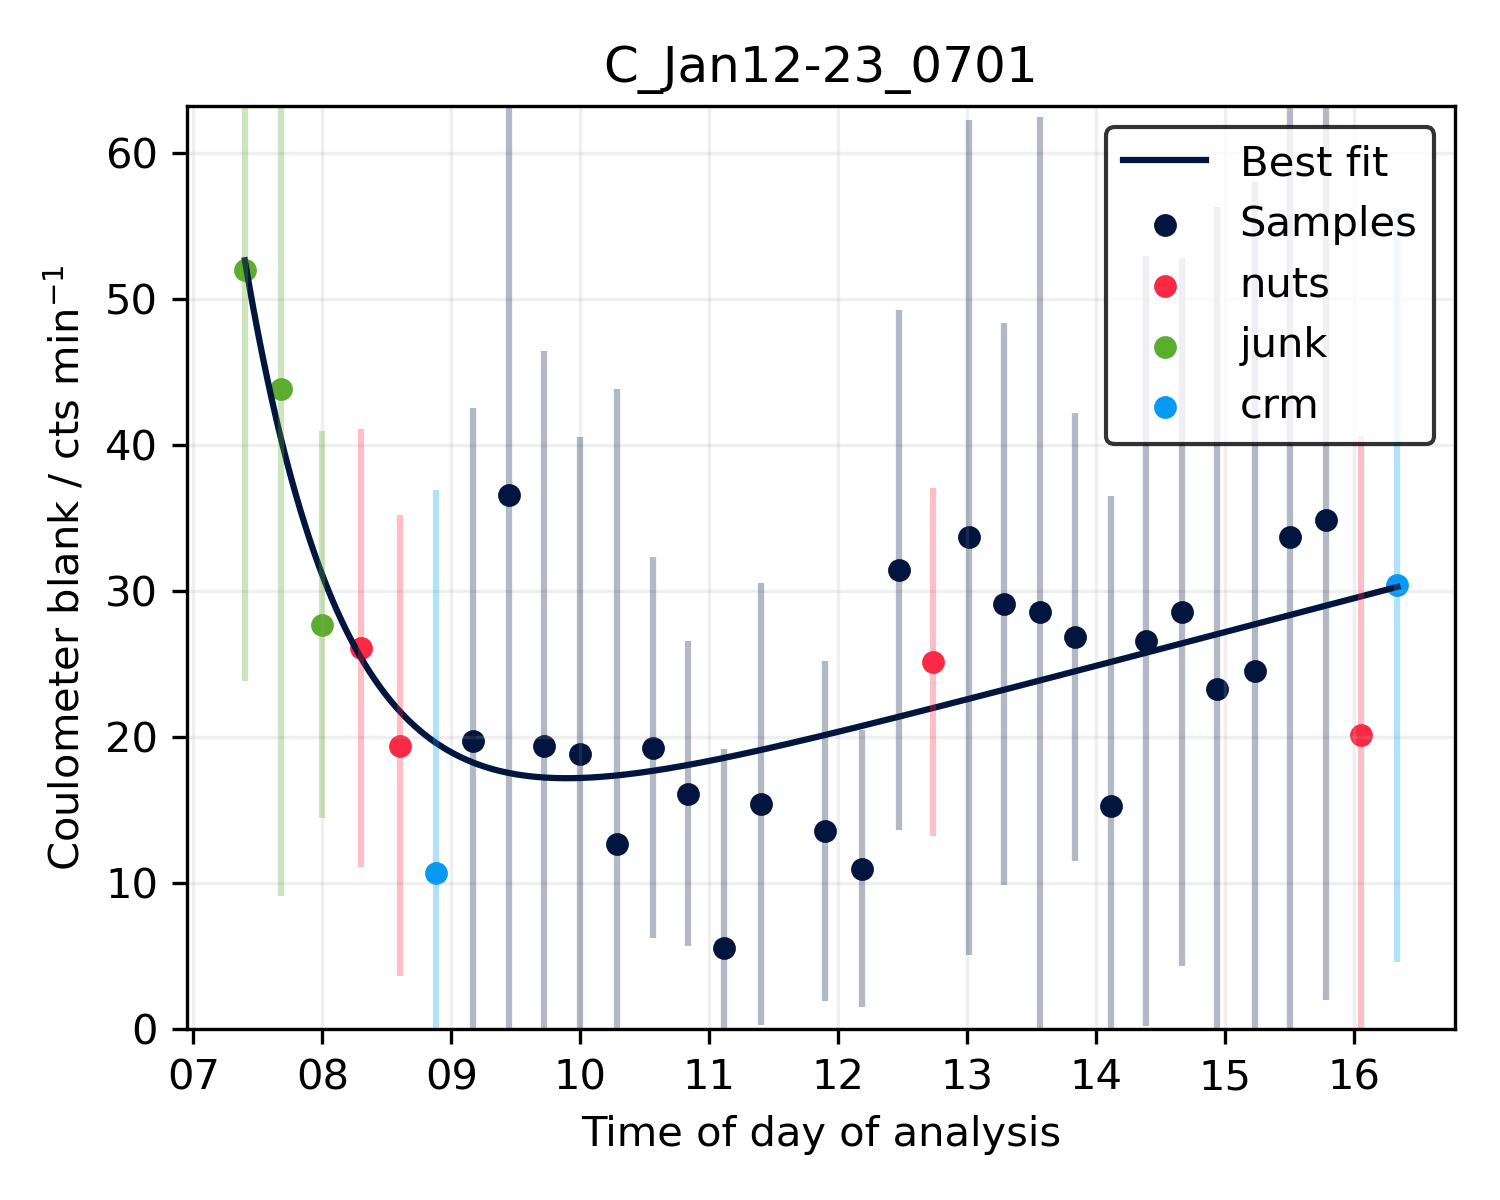 C_Jan12-23_0701
Coulometer blank / cts min⁻¹
60
50
40
30
20
10
0
Best fit
Samples
nuts
junk
crm
07 08 09 10 11 12 13 14 15 16
Time of day of analysis